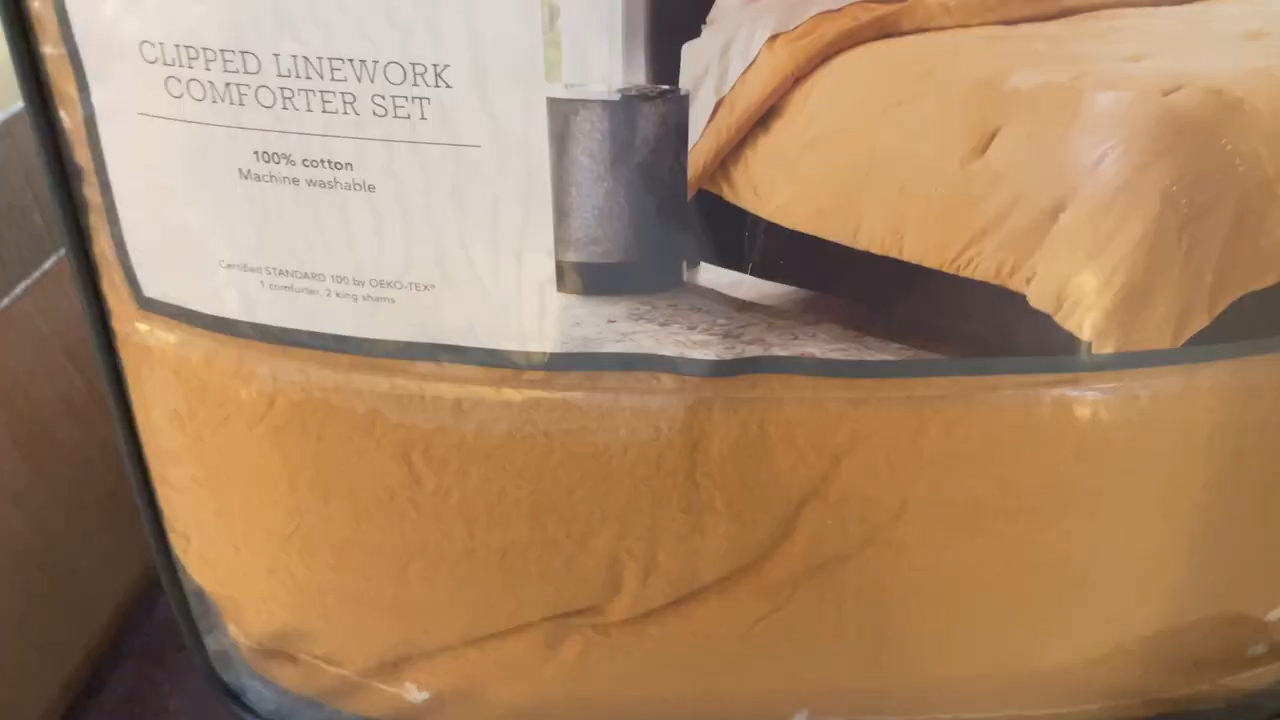 CLIPPED LINEWORK
COMFORTER SET
100% cotton
Machine washable
Certified STANDARD 100 by OEKO-TEX®
1 comforter, 2 king shams